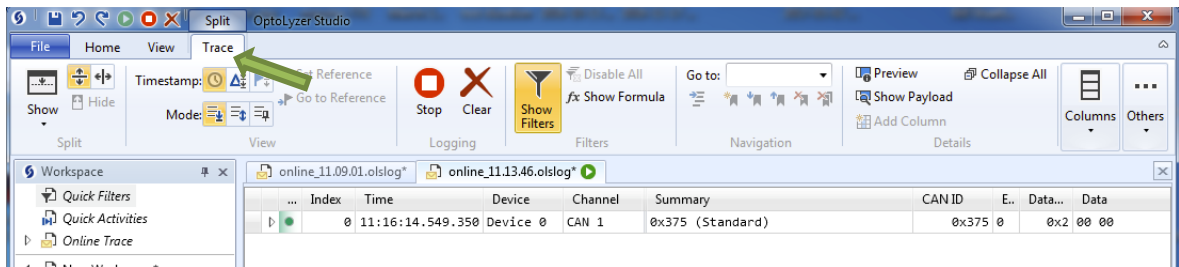 Split OptoLyzer Studio
File Home View Trace
Show
Hide
Split
Timestamp:
Mode:
Set Reference
Go to Reference
View
Stop Clear
Logging
Show Filters
Disable All
fx Show Formula
Filters
Go to:
Navigation
Preview Collapse All
Show Payload
Add Column
Details
Columns Others
Workspace
Quick Filters
Quick Activities
Online Trace
online_11.09.01.olslog* online_11.13.46.olslog*
... Index Time Device Channel Summary CAN ID E.. Data... Data
0 11:16:14.549.350 Device 0 CAN 1 0x375 (Standard) 0x375 0 0x2 00 00